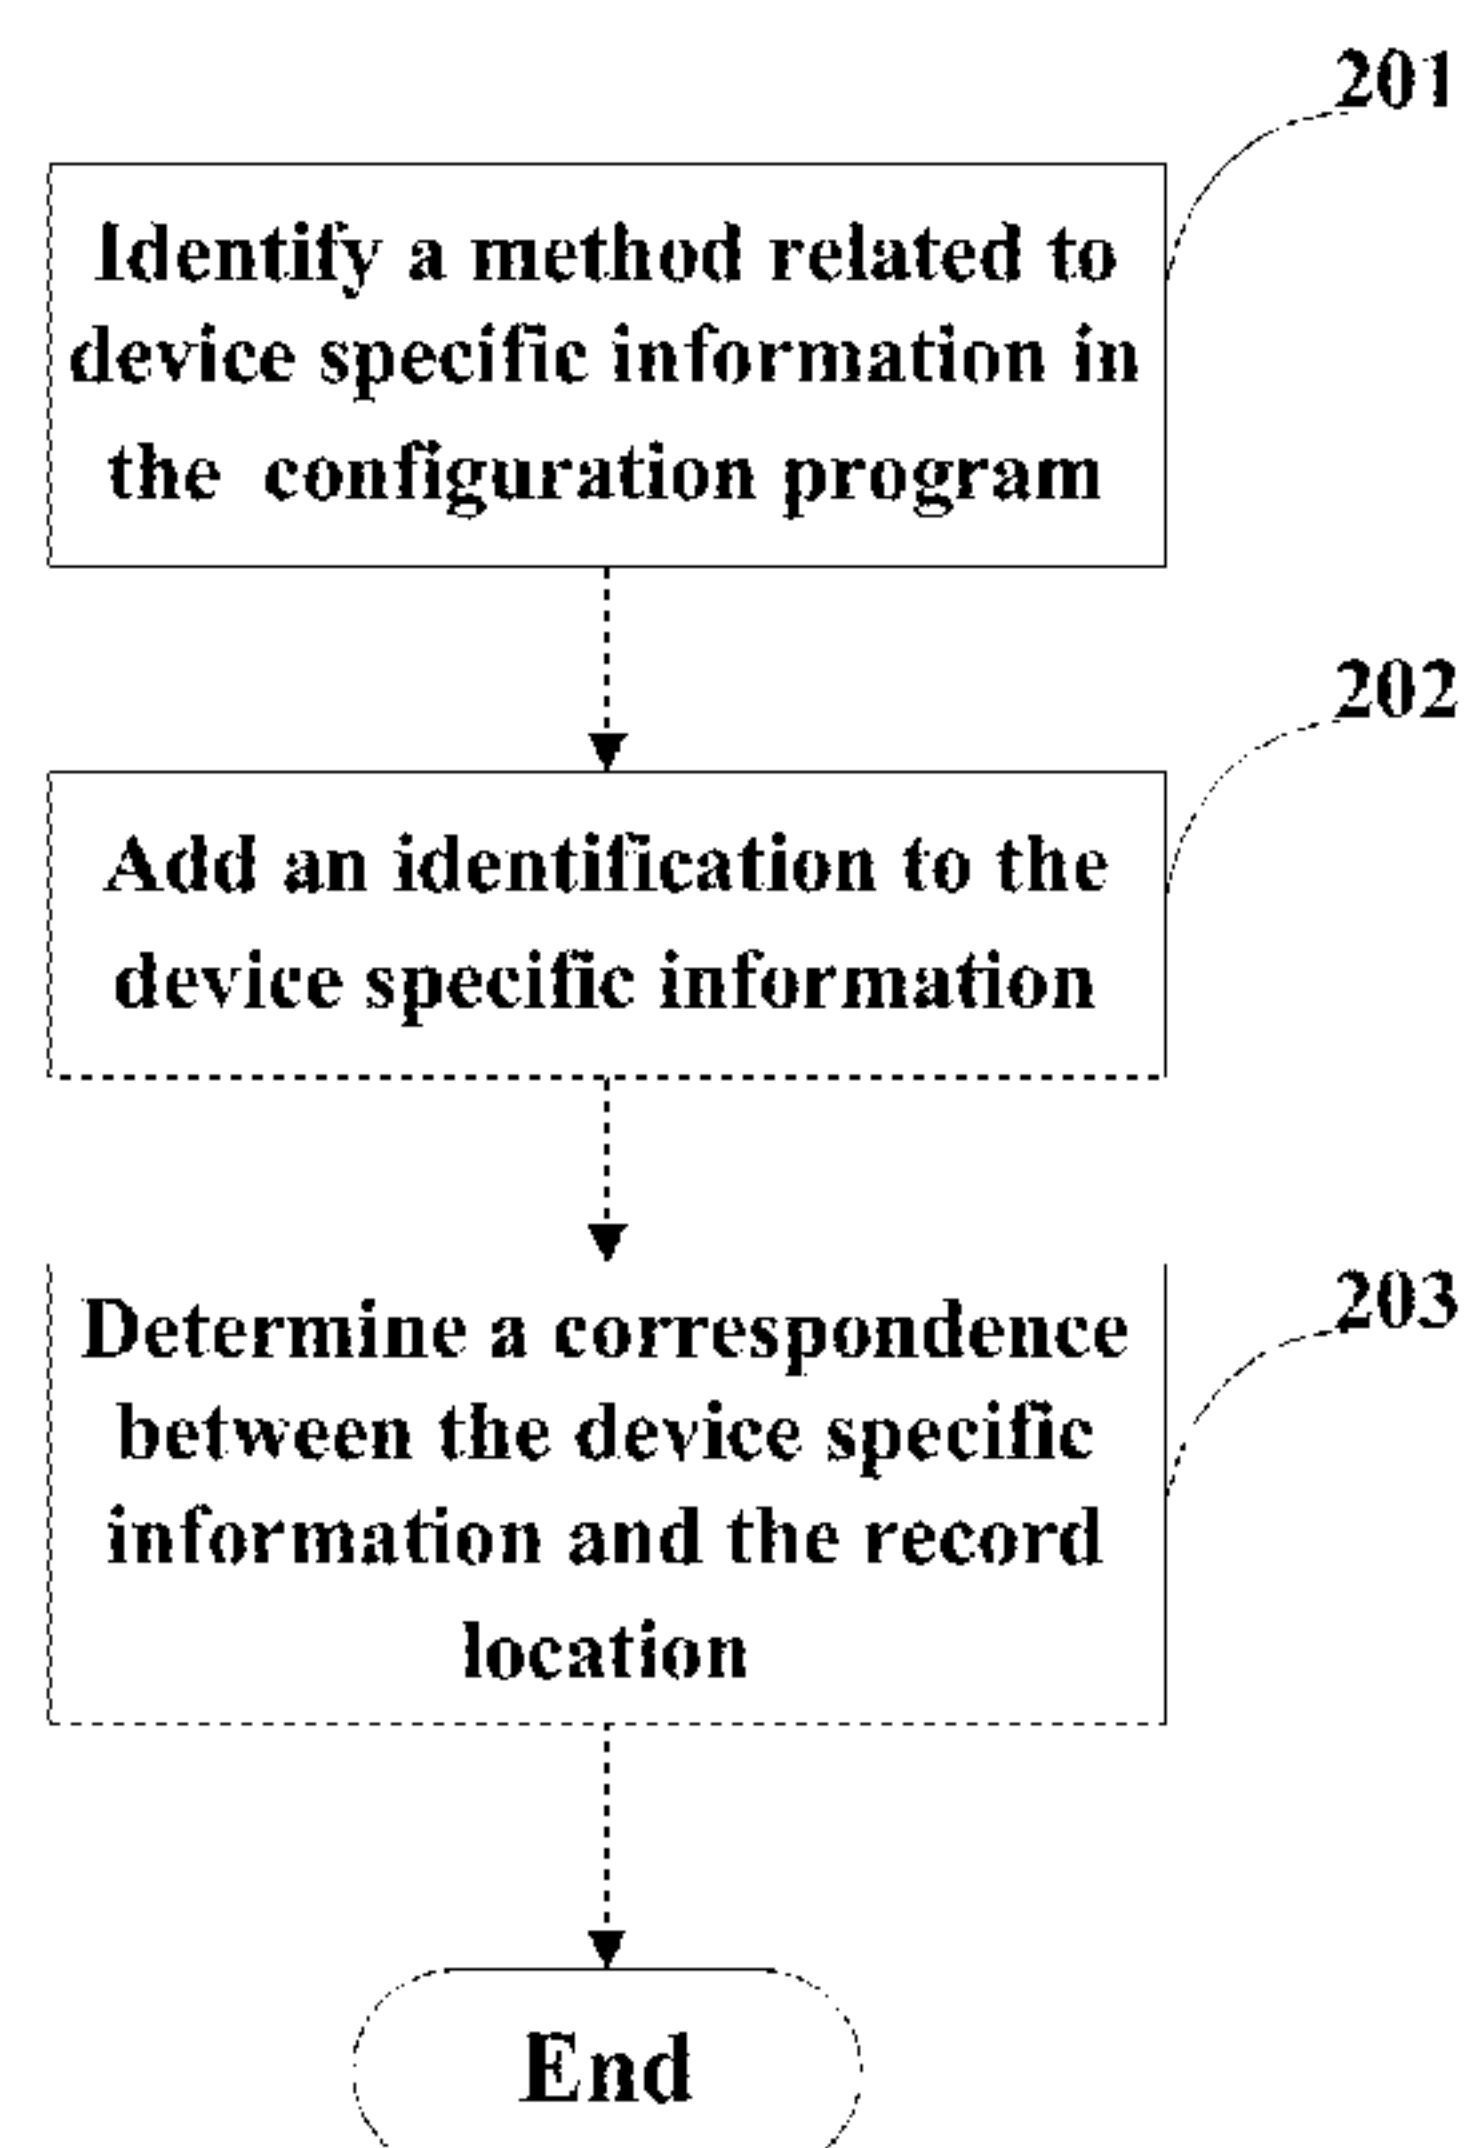 201
Identify a method related to
device specific information in
the configuration program
202
Add an identification to the
device specific information
203
Determine a correspondence
between the device specific
information and the record
location
End